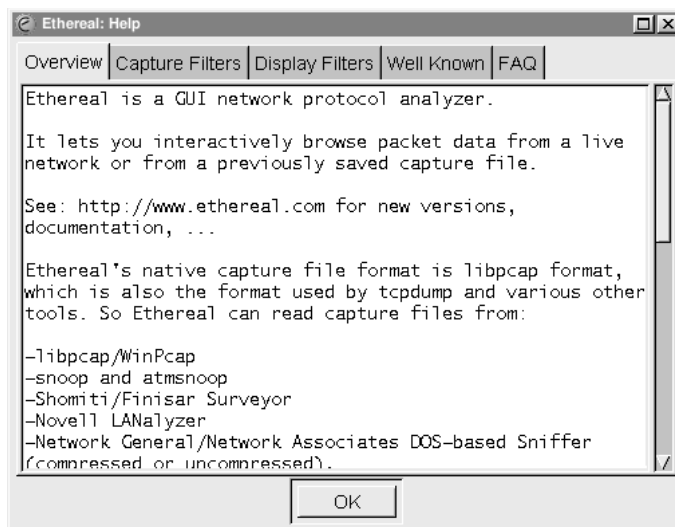 Ethereal: Help
Overview Capture Filters Display Filters Well Known FAQ
Ethereal is a GUI network protocol analyzer.
It lets you interactively browse packet data from a live
network or from a previously saved capture file.
See: http://www.ethereal.com for new versions,
documentation, ...
Ethereal's native capture file format is libpcap format,
which is also the format used by tcpdump and various other
tools. So Ethereal can read capture files from:
-libpcap/WinPcap
-snoop and atmsnoop
-Shomiti/Finisar Surveyor
-Novell LANalyzer
-Network General/Network Associates DOS-based Sniffer
(compressed or uncompressed).
OK